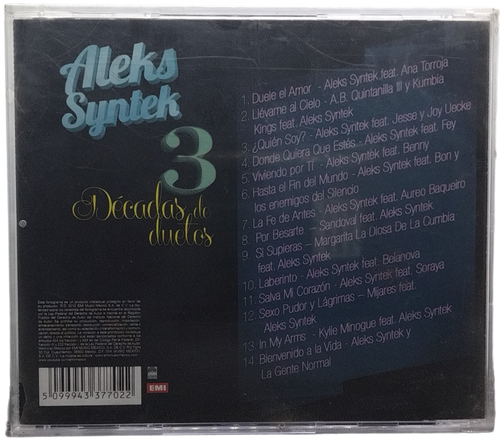 Aleks
Syntek
3
Décadas de
duetos
1. Duele el Amor - Aleks Syntek feat. Ana Torroja
2. Llévame al Cielo - A.B. Quintanilla III y Kumbia
Kings feat. Aleks Syntek
3. ¿Quién Soy? - Aleks Syntek feat. Jesse y Joy Uecke
4. Donde Quiera Que Estés - Aleks Syntek feat. Fey
5. Viviendo por Ti - Aleks Syntek feat. Benny
6. Hasta el Fin del Mundo - Aleks Syntek feat. Bon y
los enemigos del Silencio
7. La Fe de Antes - Aleks Syntek feat. Aureo Baqueiro
8. Por Besarte - Sandoval feat. Aleks Syntek
9. Si Supieras - Margarita La Diosa De La Cumbia
feat. Aleks Syntek
10. Laberinto - Aleks Syntek feat. Belanova
11. Salva Mi Corazón - Aleks Syntek feat. Soraya
12. Sexo Pudor y Lágrimas - Mijares feat.
Aleks Syntek
13. In My Arms - Kylie Minogue feat. Aleks Syntek
14. Bienvenido a la Vida - Aleks Syntek y
La Gente Normal
EMI
5 099943 377022